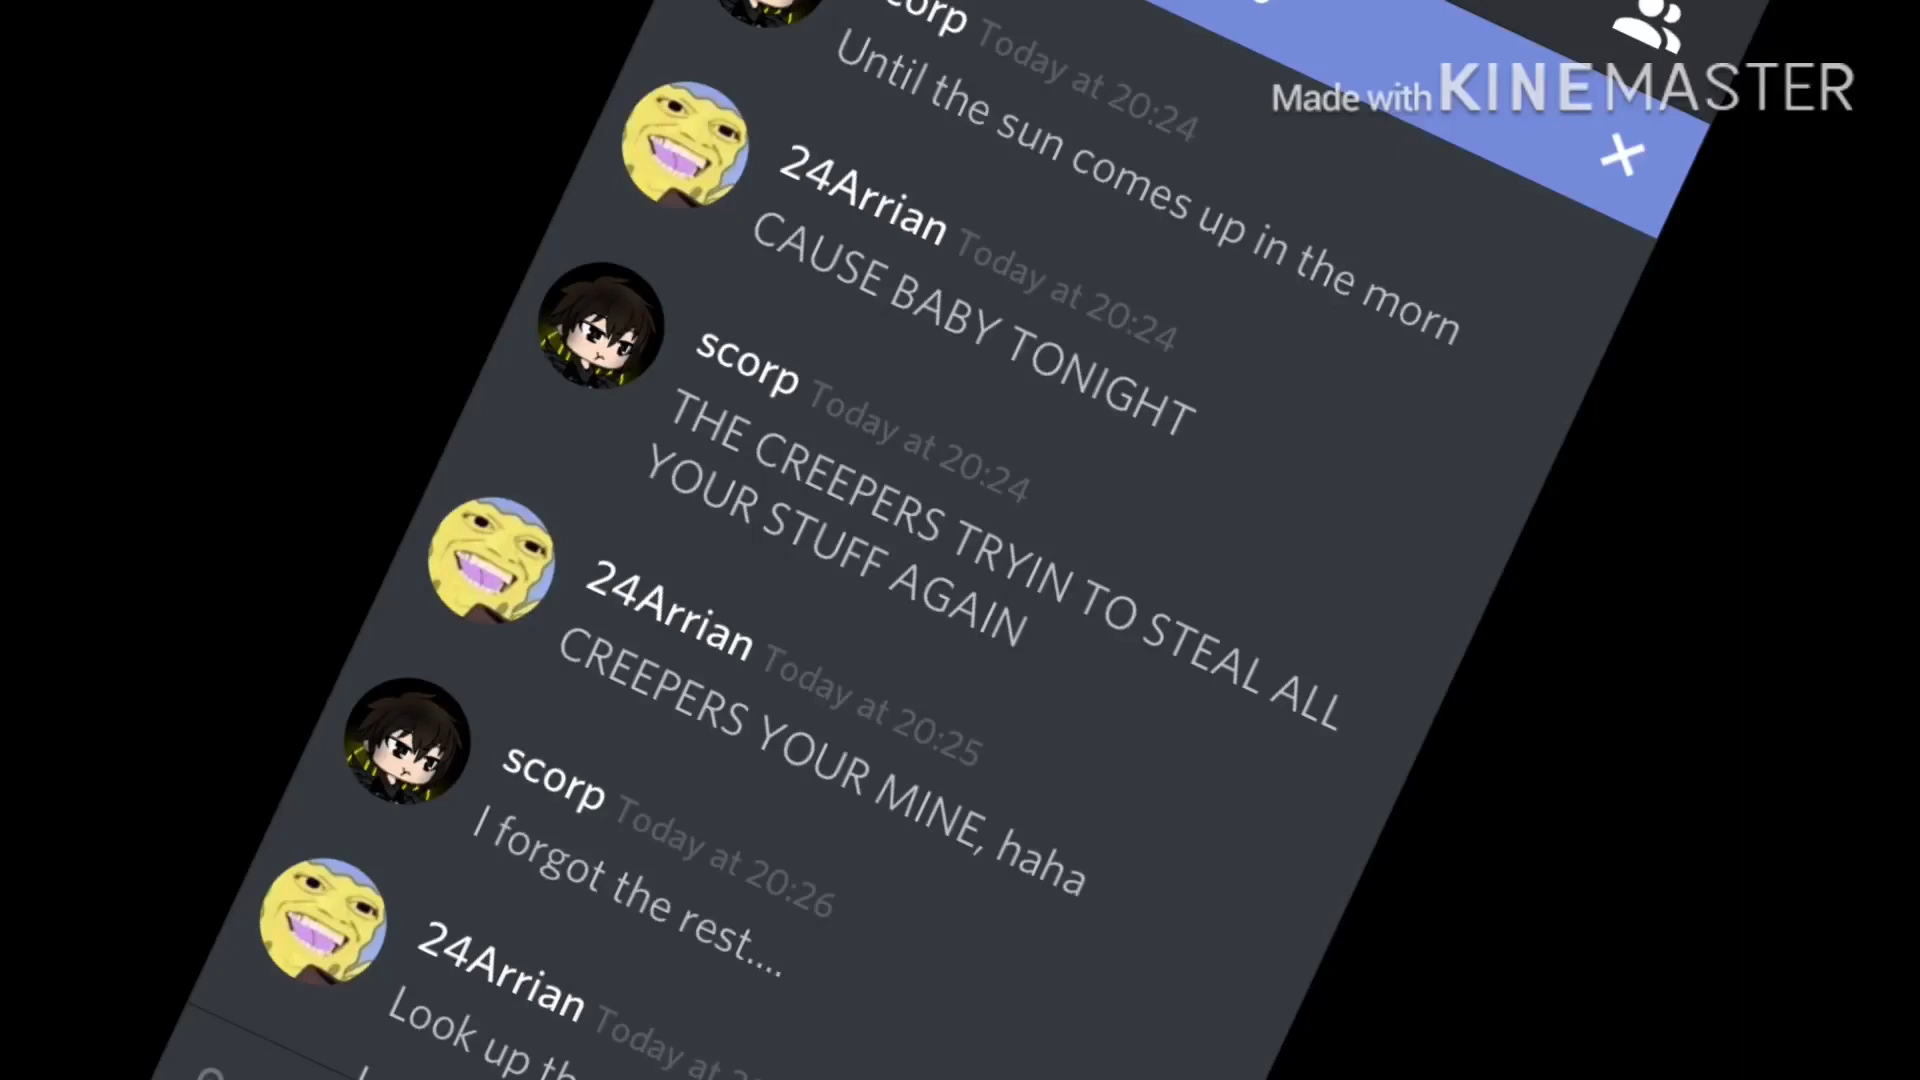 corp Today at 20:24
Until the sun comes up in the morn
Made with KINEMASTER
24Arrian Today at 20:24
CAUSE BABY TONIGHT
scorp Today at 20:24
THE CREEPERS TRYIN TO STEAL ALL
YOUR STUFF AGAIN
24Arrian Today at 20:25
CREEPERS YOUR MINE, haha
scorp Today at 20:26
I forgot the rest....
24Arrian Today at
Look up